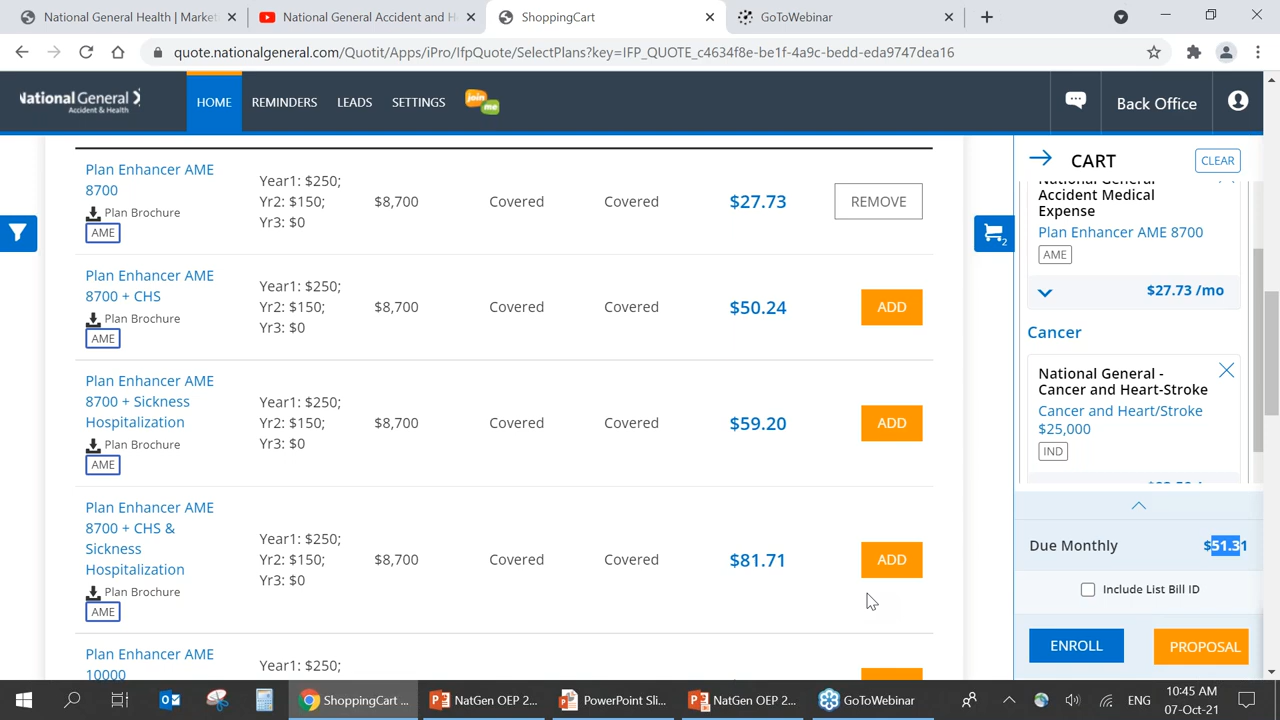 National General Health | Market
National General Accident and H
ShoppingCart
GoToWebinar
quote.nationalgeneral.com/Quotit/Apps/iPro/IfpQuote/SelectPlans?key=IFP_QUOTE_c4634f8e-be1f-4a9c-bedd-eda9747dea16
National General
Accident & Health
HOME
REMINDERS
LEADS
SETTINGS
join me
Back Office
Plan Enhancer AME
8700
Plan Brochure
AME
Year1: $250;
Yr2: $150;
Yr3: $0
$8,700
Covered
Covered
$27.73
REMOVE
Plan Enhancer AME
8700 + CHS
Plan Brochure
AME
Year1: $250;
Yr2: $150;
Yr3: $0
$8,700
Covered
Covered
$50.24
ADD
Plan Enhancer AME
8700 + Sickness
Hospitalization
Plan Brochure
AME
Year1: $250;
Yr2: $150;
Yr3: $0
$8,700
Covered
Covered
$59.20
ADD
Plan Enhancer AME
8700 + CHS &
Sickness
Hospitalization
Plan Brochure
AME
Year1: $250;
Yr2: $150;
Yr3: $0
$8,700
Covered
Covered
$81.71
ADD
Plan Enhancer AME
10000
Year1: $250;
2
CART
CLEAR
National General
Accident Medical
Expense
Plan Enhancer AME 8700
AME
$27.73 /mo
Cancer
National General -
Cancer and Heart-Stroke
Cancer and Heart/Stroke
$25,000
IND
Due Monthly
$51.31
Include List Bill ID
ENROLL
PROPOSAL
ShoppingCart ...
NatGen OEP 2...
PowerPoint Sli...
NatGen OEP 2...
GoToWebinar
ENG
10:45 AM
07-Oct-21